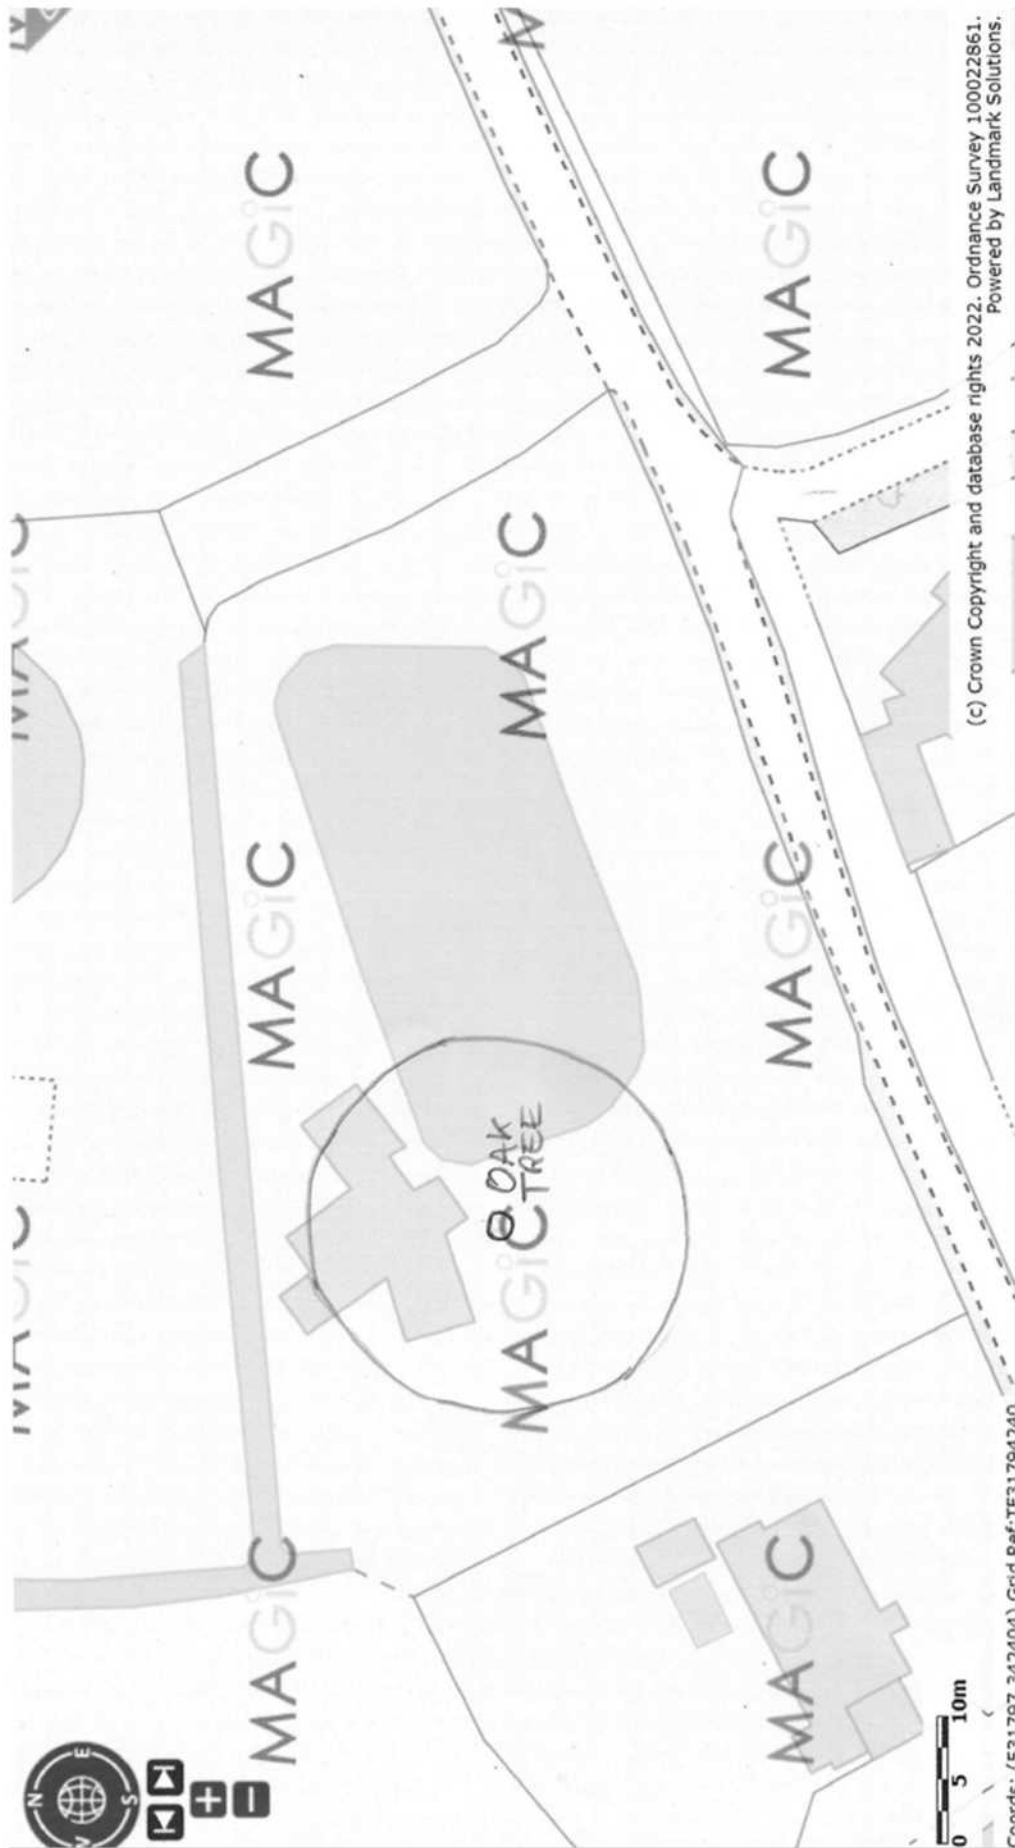 N
E
S
MAGiC
MAGiC
MAGiC
OAK
TREE
MAGiC
MAGiC
MAGiC
MAGiC
MAGiC
0 5 10m
(c) Crown Copyright and database rights 2022. Ordnance Survey 100022861.
Powered by Landmark Solutions.